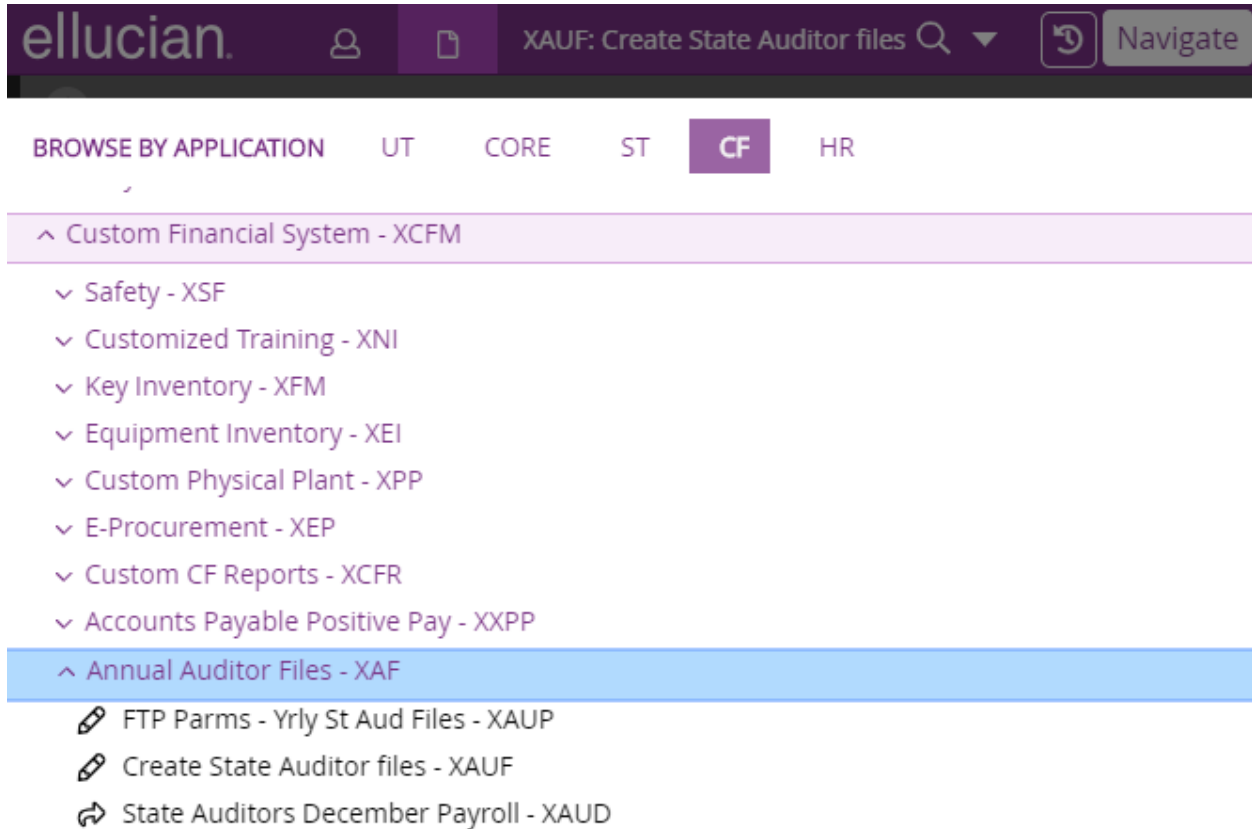 ellucian. XAUF: Create State Auditor files Navigate
BROWSE BY APPLICATION UT CORE ST CF HR
Custom Financial System - XCFM
Safety - XSF
Customized Training - XNI
Key Inventory - XFM
Equipment Inventory - XEI
Custom Physical Plant - XPP
E-Procurement - XEP
Custom CF Reports - XCFR
Accounts Payable Positive Pay - XXPP
Annual Auditor Files - XAF
FTP Parms - Yrly St Aud Files - XAUP
Create State Auditor files - XAUF
State Auditors December Payroll - XAUD